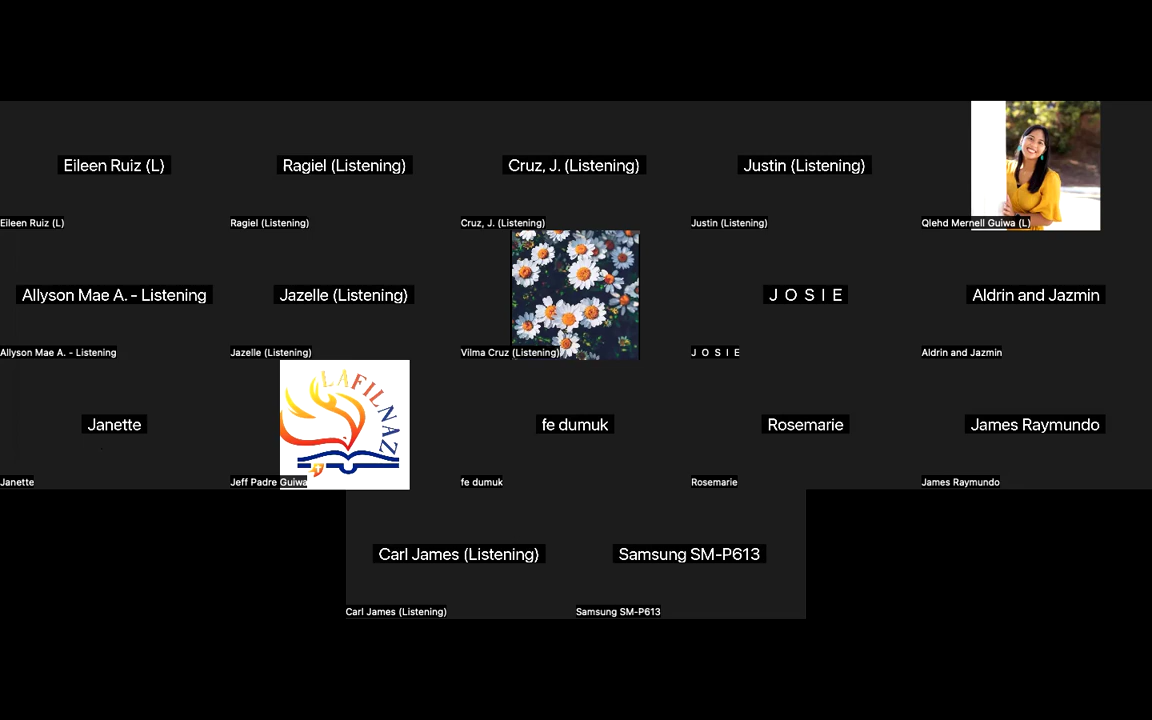 Eileen Ruiz (L)
Eileen Ruiz (L)
Ragiel (Listening)
Ragiel (Listening)
Cruz, J. (Listening)
Cruz, J. (Listening)
Justin (Listening)
Justin (Listening)
Qlehd Mernell Guiwa (L)
Allyson Mae A. - Listening
Allyson Mae A. - Listening
Jazelle (Listening)
Jazelle (Listening)
Vilma Cruz (Listening)
J O S I E
J O S I E
Aldrin and Jazmin
Aldrin and Jazmin
Janette
Janette
LAFILNAZ
Jeff Padre Guiwa
fe dumuk
fe dumuk
Rosemarie
Rosemarie
James Raymundo
James Raymundo
Carl James (Listening)
Carl James (Listening)
Samsung SM-P613
Samsung SM-P613